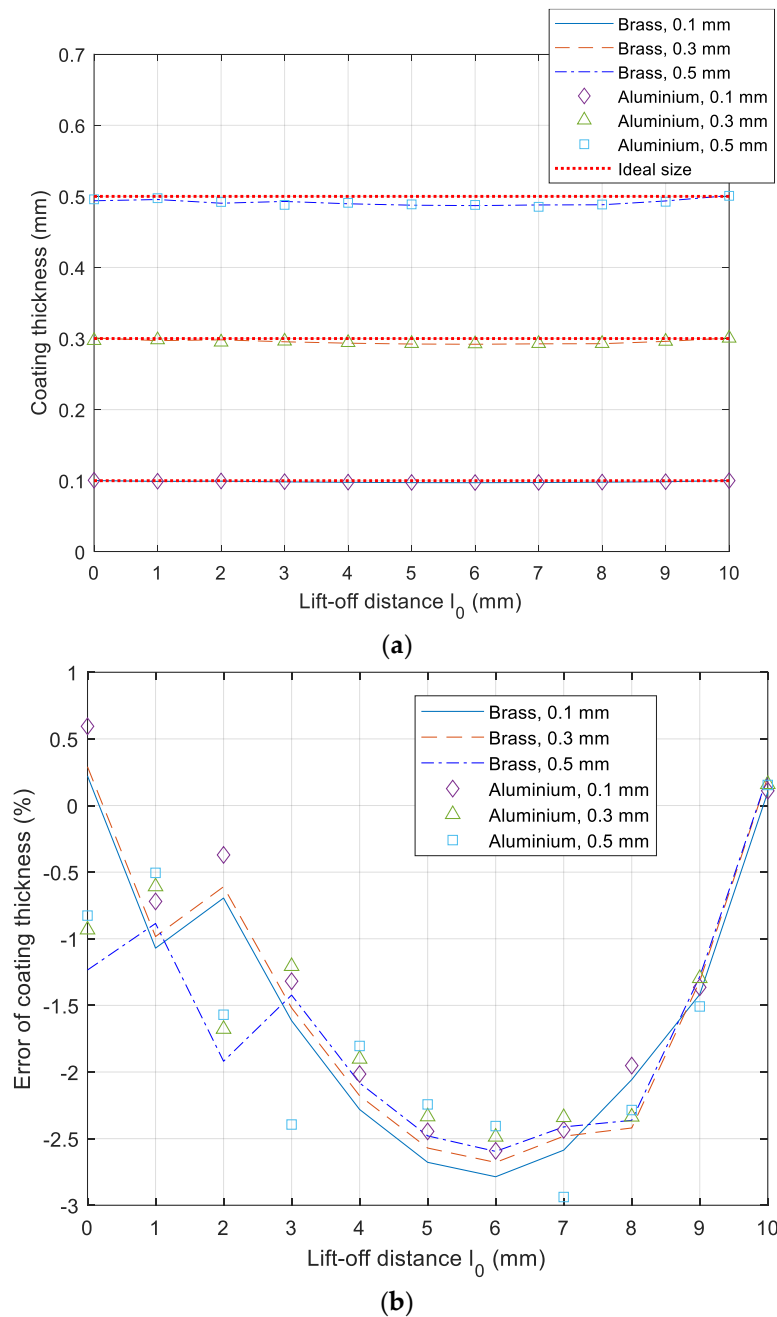 Brass, 0.1 mm
Brass, 0.3 mm
Brass, 0.5 mm
Aluminium, 0.1 mm
Aluminium, 0.3 mm
Aluminium, 0.5 mm
Ideal size
0.7
0.6
0.5
0.4
0.3
0.2
0.1
0
Coating thickness (mm)
0 1 2 3 4 5 6 7 8 9 10
Lift-off distance l0 (mm)
(a)
1
0.5
0
-0.5
-1
-1.5
-2
-2.5
-3
Error of coating thickness (%)
Brass, 0.1 mm
Brass, 0.3 mm
Brass, 0.5 mm
Aluminium, 0.1 mm
Aluminium, 0.3 mm
Aluminium, 0.5 mm
0 1 2 3 4 5 6 7 8 9 10
Lift-off distance l0 (mm)
(b)